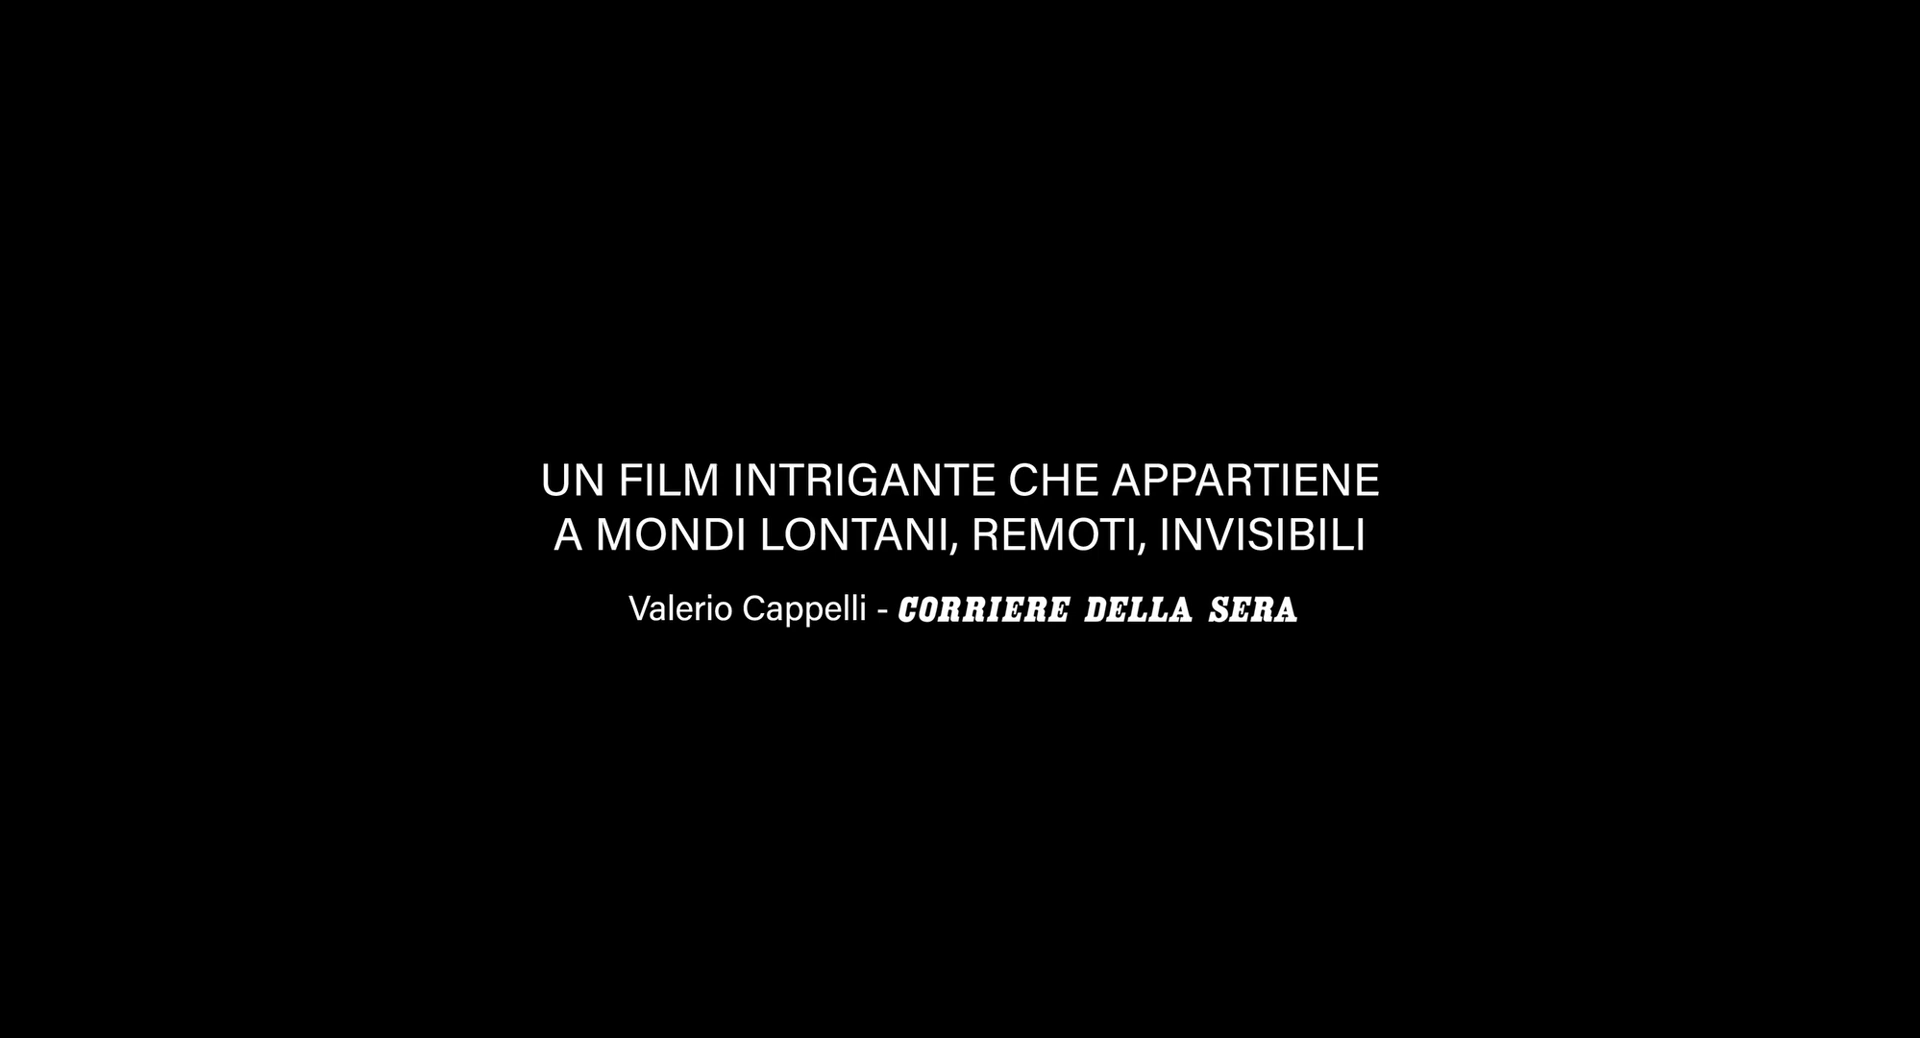 UN FILM INTRIGANTE CHE APPARTIENE
A MONDI LONTANI, REMOTI, INVISIBILI
Valerio Cappelli - CORRIERE DELLA SERA